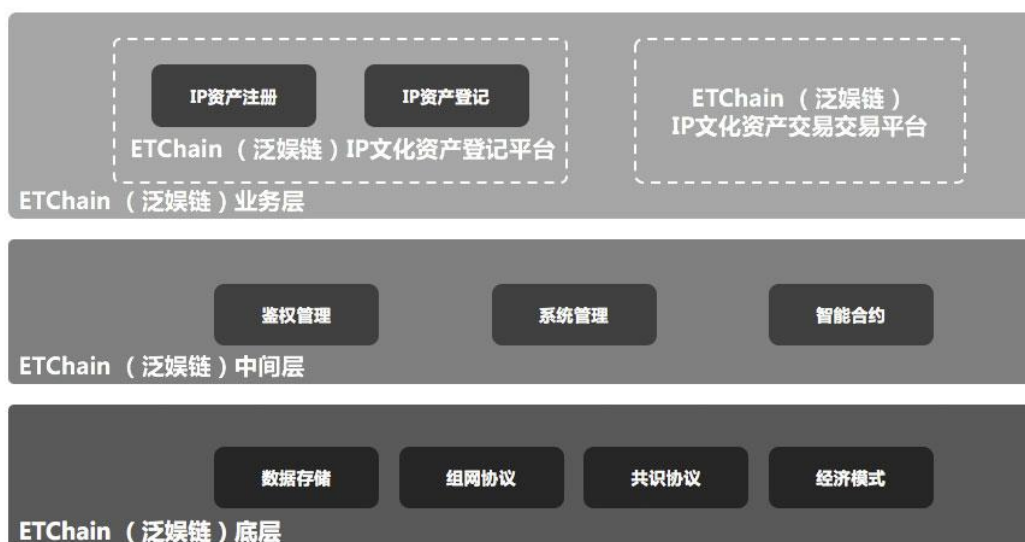 IP资产注册
IP资产登记
ETChain （泛娱链）IP文化资产登记平台
ETChain （泛娱链）
IP文化资产交易交易平台
ETChain （泛娱链）业务层
鉴权管理
系统管理
智能合约
ETChain （泛娱链）中间层
数据存储
组网协议
共识协议
经济模式
ETChain （泛娱链）底层